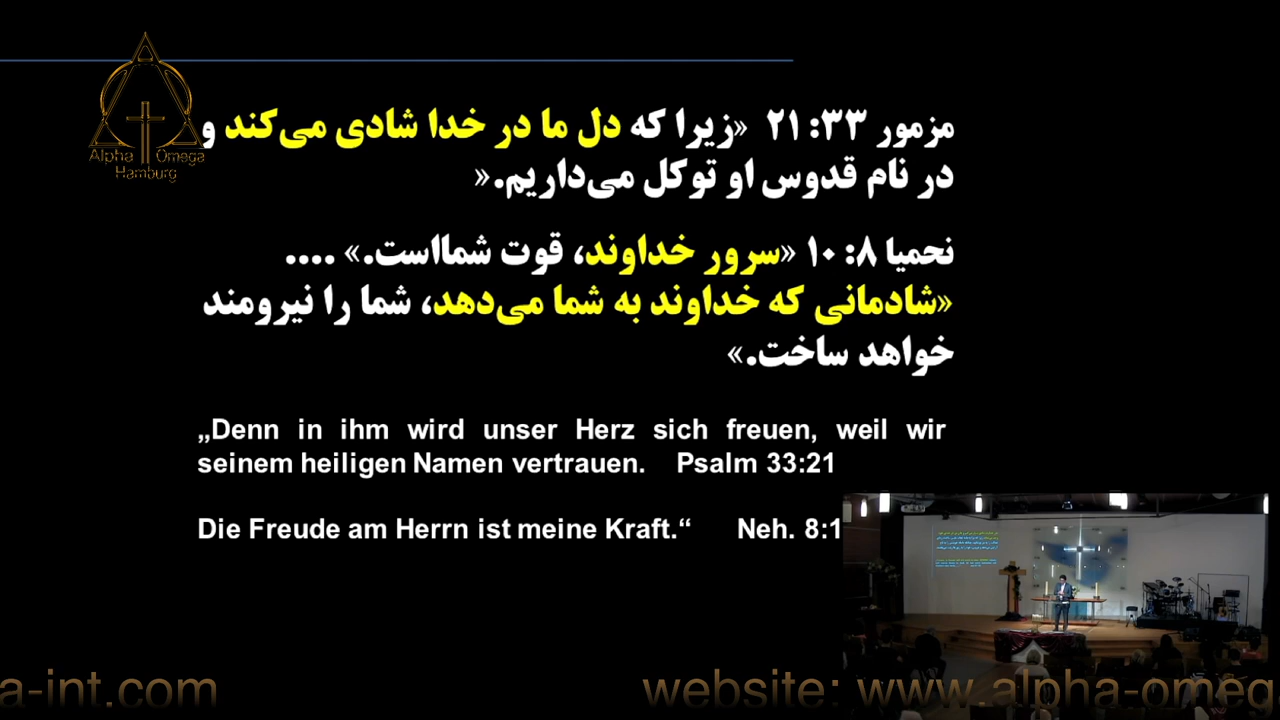 Alpha Omega
Hamburg
مزمور ۳۳: ۲۱ «زیرا که دل ما در خدا شادی می‌کند و
در نام قدوس او توکل می‌داریم.»
نحمیا ۸: ۱۰ «سرور خداوند، قوت شمااست.» ....
«شادمانی که خداوند به شما می‌دهد، شما را نیرومند
خواهد ساخت.»
„Denn in ihm wird unser Herz sich freuen, weil wir
seinem heiligen Namen vertrauen. Psalm 33:21
Die Freude am Herrn ist meine Kraft.“ Neh. 8:1
a-int.com website: www.alpha-omeg